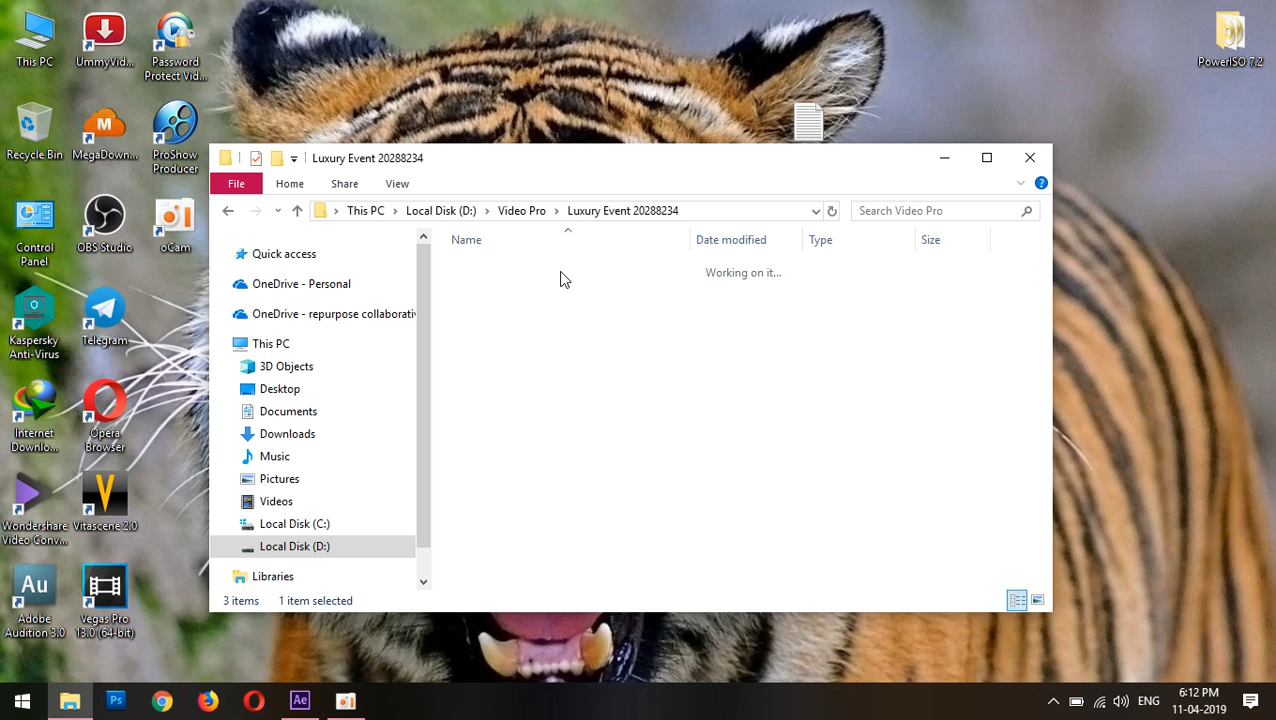 This PC
UmmyVid...
Password
Protect Vid...
PowerISO 7.2
Recycle Bin
MegaDown...
ProShow
Producer
Control
Panel
OBS Studio
oCam
Kaspersky
Anti-Virus
Telegram
Internet
Downlo...
Opera
Browser
Wondershare
Video Conv...
Vitascene 2.0
Au
Adobe
Audition 3.0
Vegas Pro
13.0 (64-bit)
Luxury Event 20288234
File
Home
Share
View
This PC
Local Disk (D:)
Video Pro
Luxury Event 20288234
Search Video Pro
Name
Date modified
Type
Size
Working on it...
Quick access
OneDrive - Personal
OneDrive - repurpose collaborati
This PC
3D Objects
Desktop
Documents
Downloads
Music
Pictures
Videos
Local Disk (C:)
Local Disk (D:)
Libraries
3 items
1 item selected
Ps
Ae
ENG
6:12 PM
11-04-2019